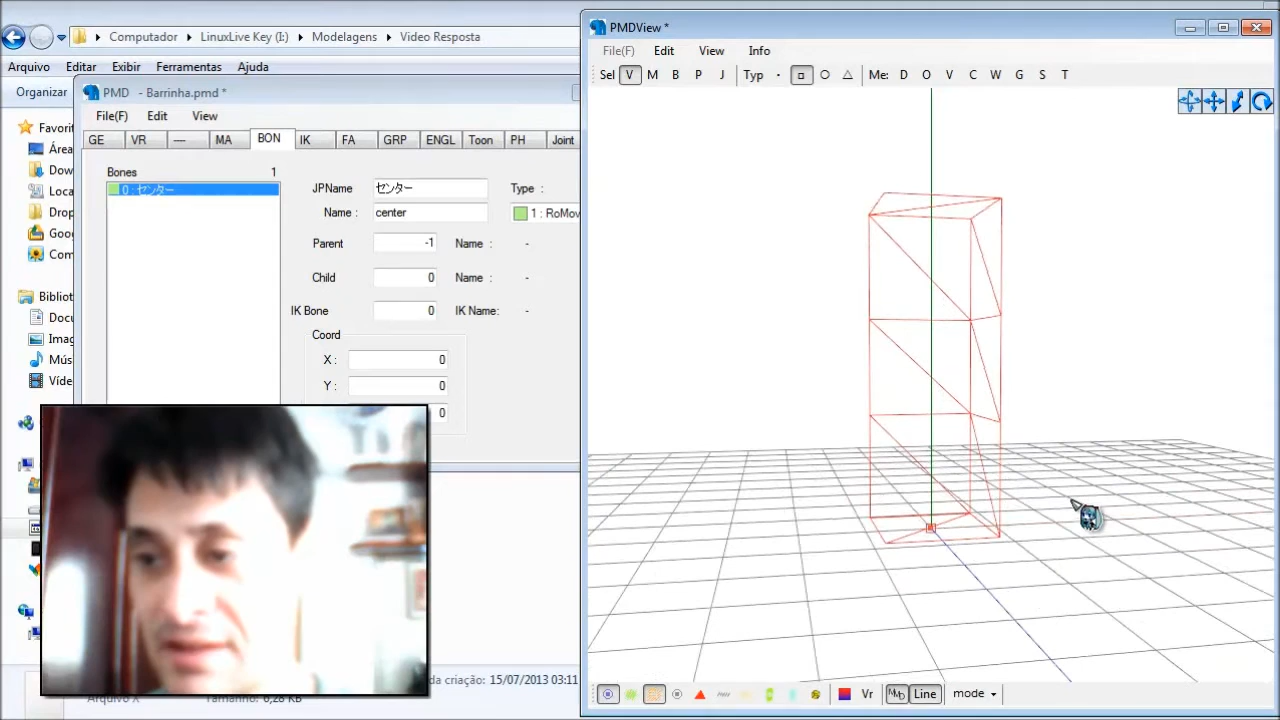 Computador
LinuxLive Key (I:)
Modelagens
Video Resposta
Arquivo
Editar
Exibir
Ferramentas
Ajuda
Organizar
Favorit
Área
Dow
Loca
Drop
Goog
Com
Bibliot
Docu
Imag
Mús
Víde
PMD - Barrinha.pmd *
File(F)
Edit
View
GE
VR
---
MA
BON
IK
FA
GRP
ENGL
Toon
PH
Joint
Bones
1
0 : センター
JPName
センター
Type :
Name :
center
1 : RoMov
Parent
-1
Name :
-
Child
0
Name :
-
IK Bone
0
IK Name:
-
Coord
X :
0
Y :
0
0
da criação: 15/07/2013 03:11
Arquivo
Tamanho: 6,28 KB
PMDView *
File(F)
Edit
View
Info
Sel
V
M
B
P
J
Typ
Me:
D
O
V
C
W
G
S
T
Vr
Line
mode